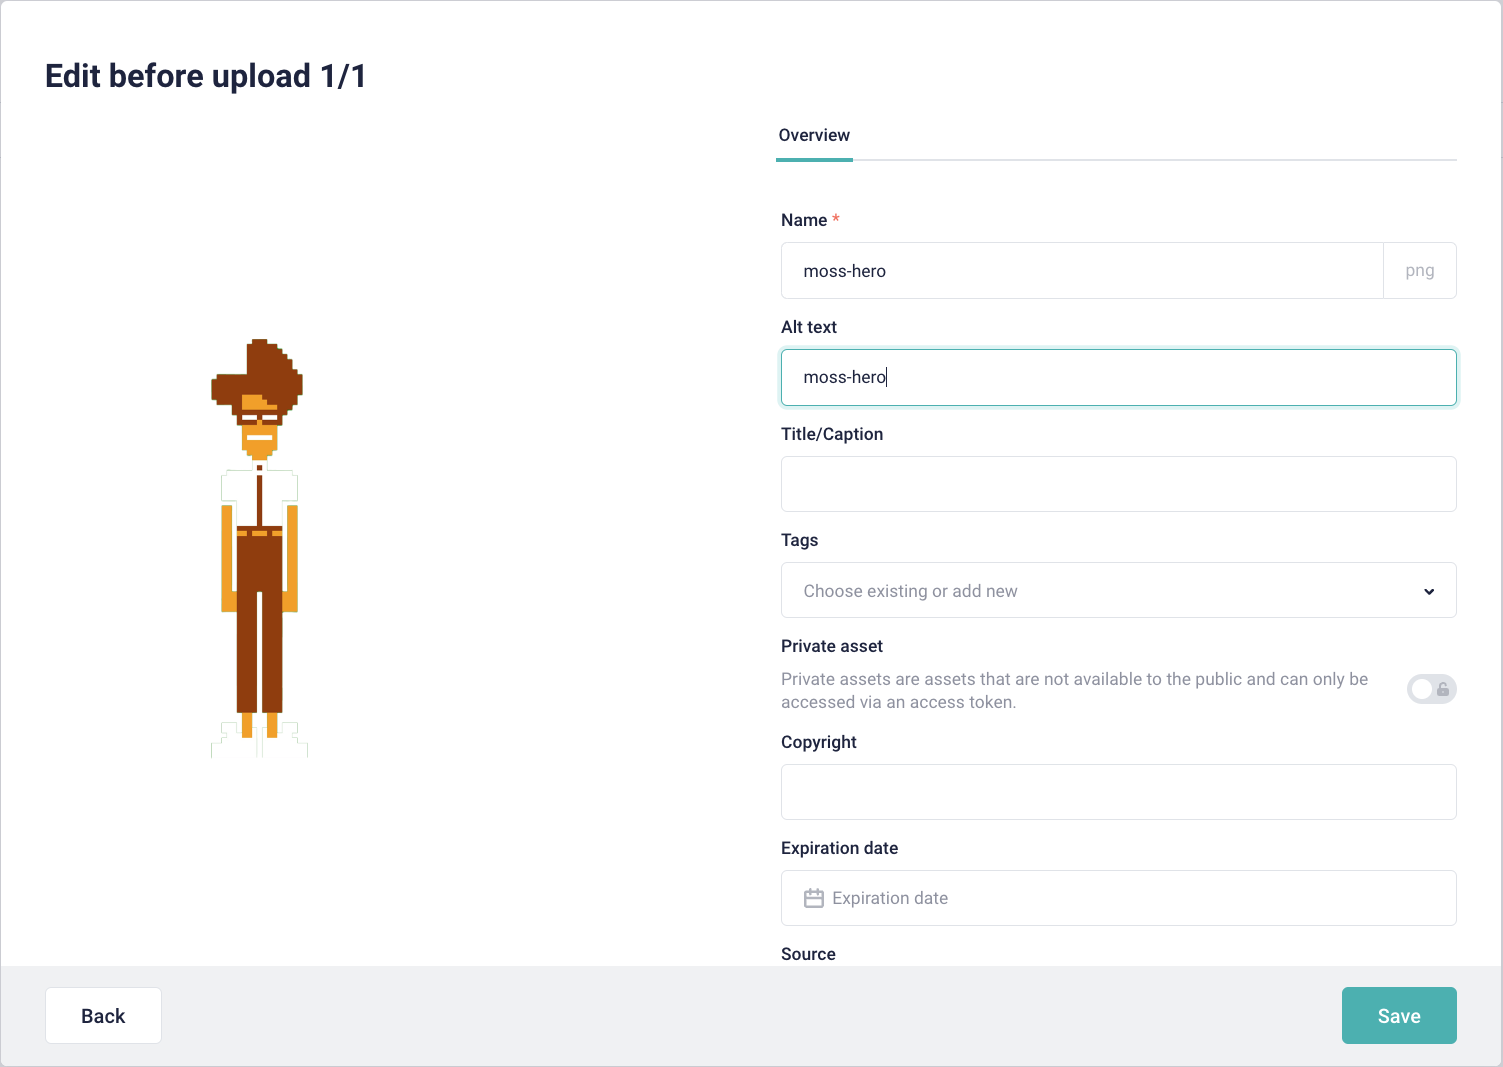 Edit before upload 1/1
Overview
Name *
moss-hero
png
Alt text
moss-hero
Title/Caption
Tags
Choose existing or add new
Private asset
Private assets are assets that are not available to the public and can only be
accessed via an access token.
Copyright
Expiration date
Expiration date
Source
Back
Save